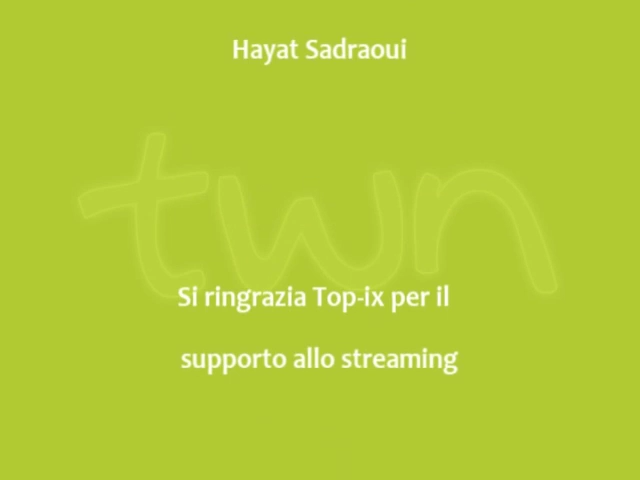 Hayat Sadraoui
twn
Si ringrazia Top-ix per il
supporto allo streaming